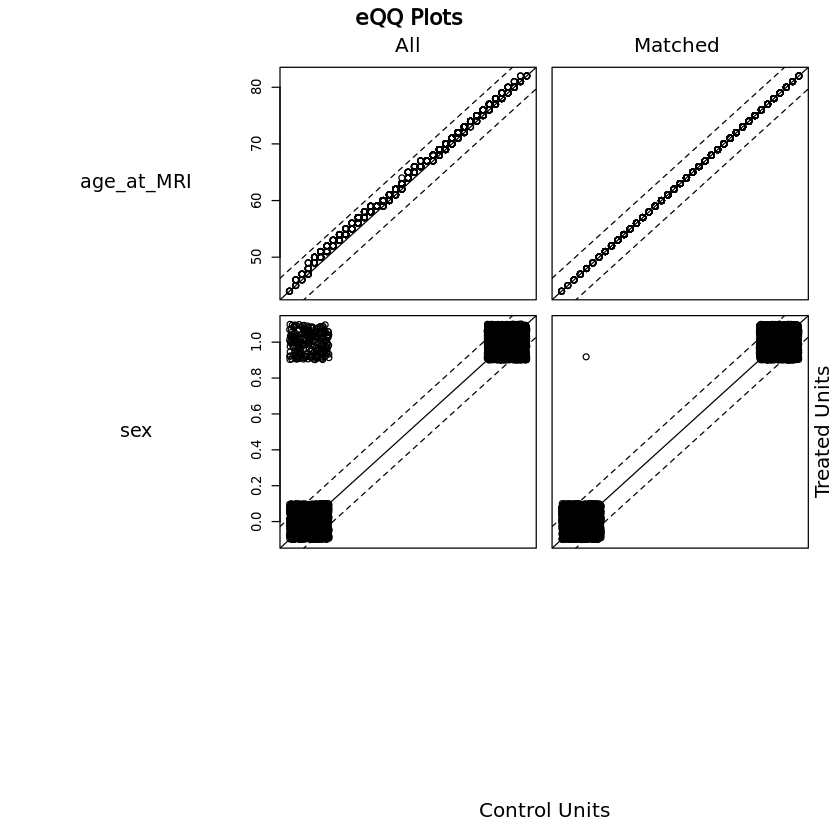 eQQ Plots
All Matched
age_at_MRI
80
70
60
50
sex
1.0
0.8
0.6
0.4
0.2
0.0
Treated Units
Control Units